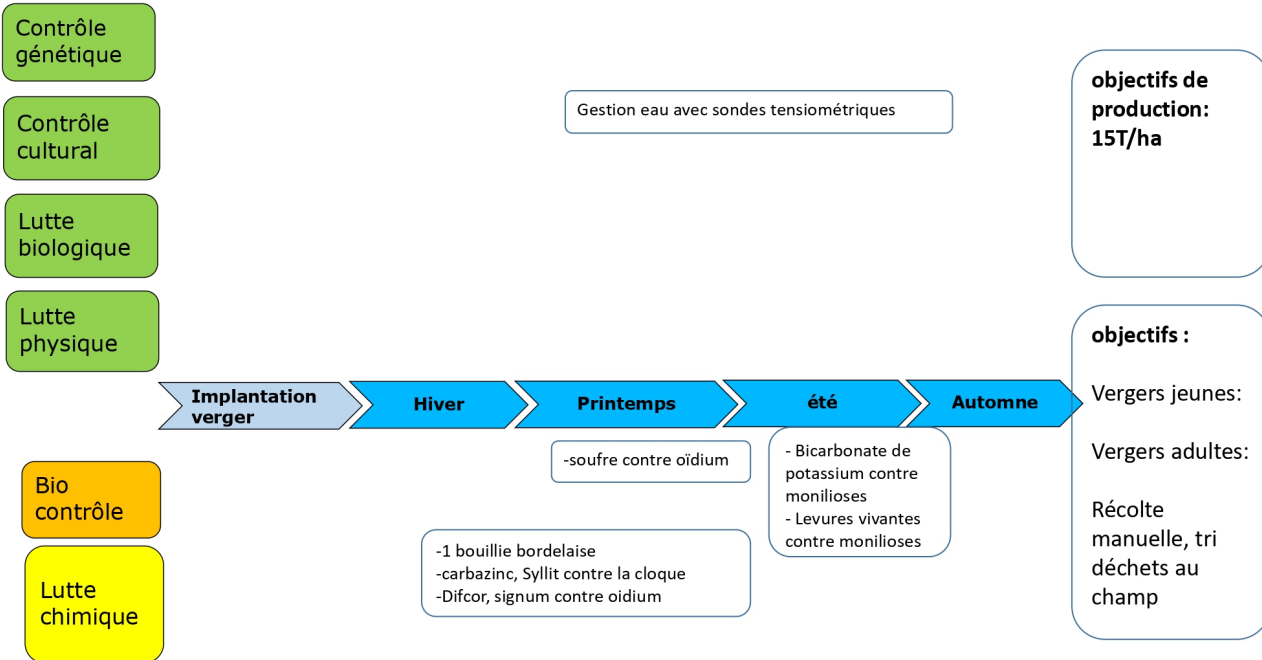 Contrôle
génétique
Contrôle
cultural
Lutte
biologique
Lutte
physique
Gestion eau avec sondes tensiométriques
objectifs de
production:
15T/ha
Implantation
verger
Hiver
Printemps
été
Automne
objectifs :
Vergers jeunes:
Vergers adultes:
Récolte
manuelle, tri
déchets au
champ
Bio
contrôle
-soufre contre oïdium
- Bicarbonate de
potassium contre
monilioses
- Levures vivantes
contre monilioses
Lutte
chimique
-1 bouillie bordelaise
-carbazinc, Syllit contre la cloque
-Difcor, signum contre oidium